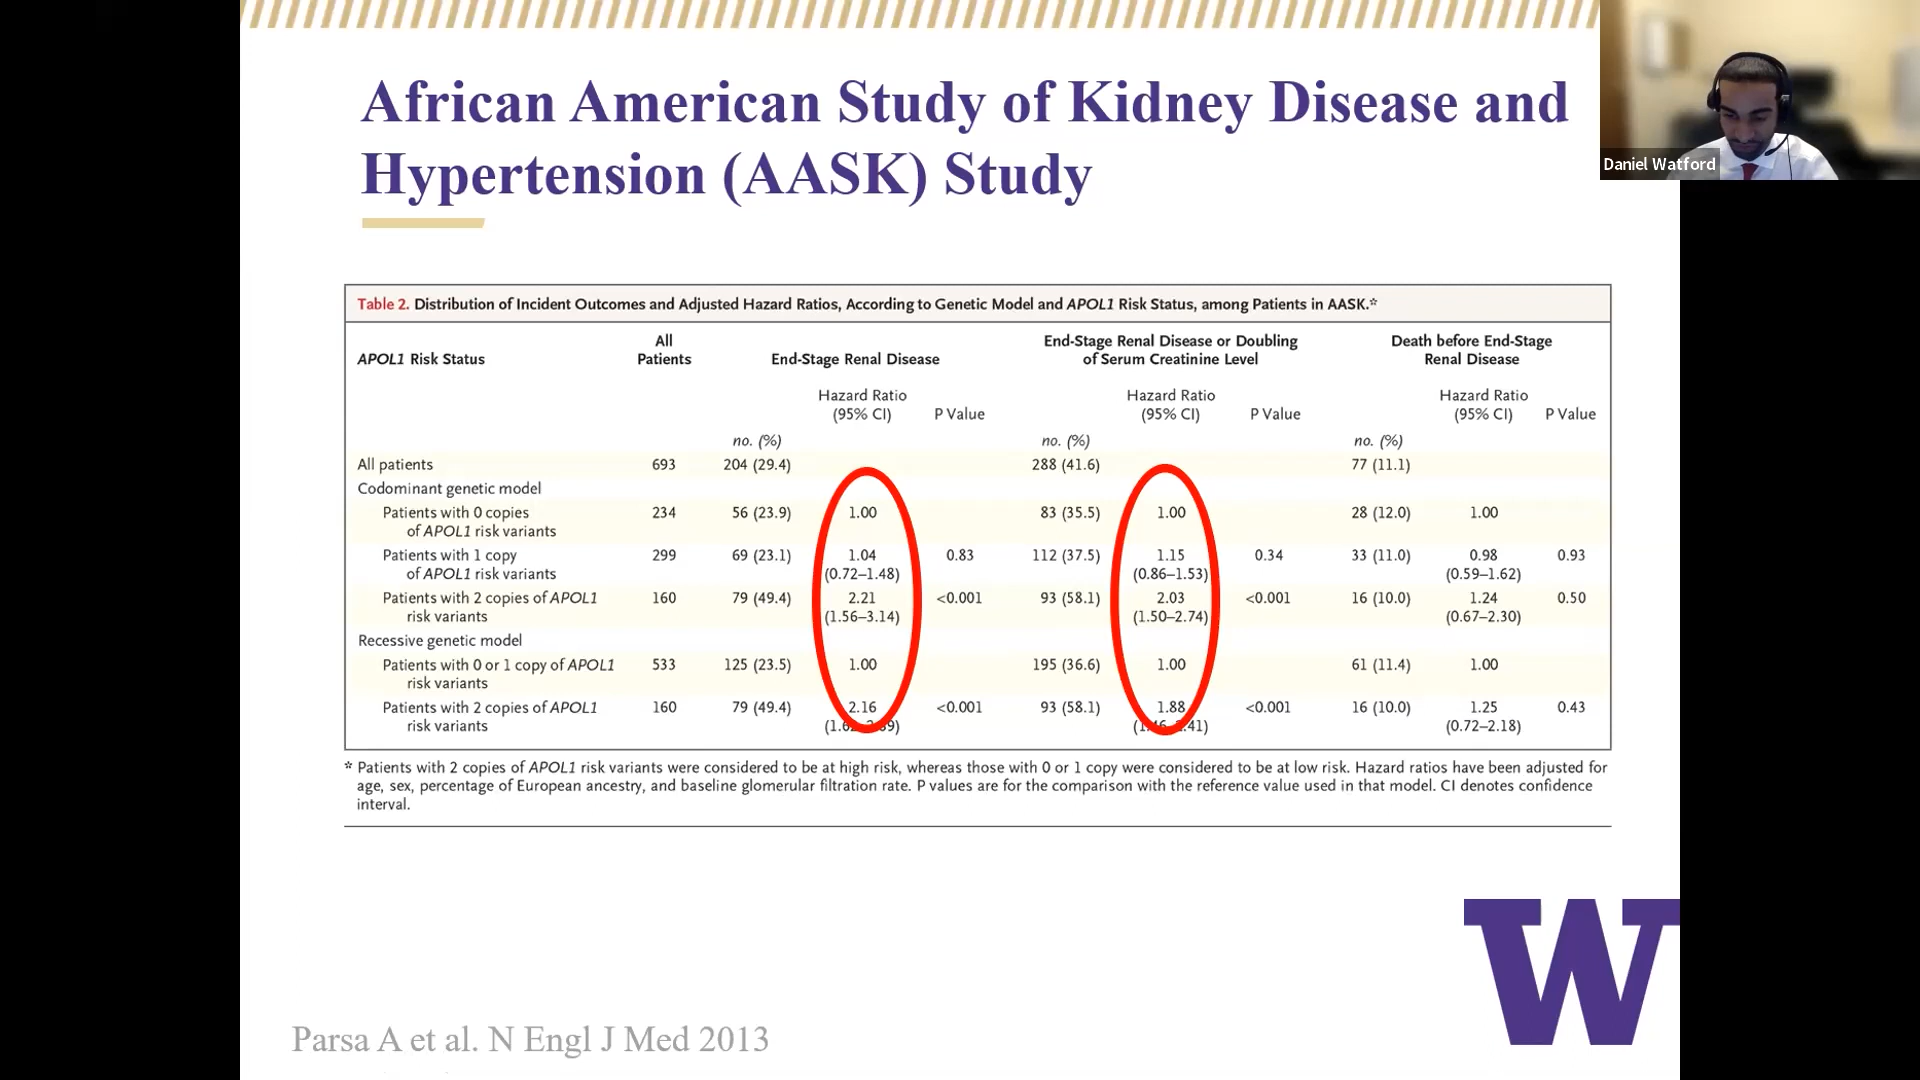 African American Study of Kidney Disease and
Hypertension (AASK) Study
Daniel Watford
Table 2. Distribution of Incident Outcomes and Adjusted Hazard Ratios, According to Genetic Model and APOL1 Risk Status, among Patients in AASK.*
APOL1 Risk Status All Patients End-Stage Renal Disease End-Stage Renal Disease or Doubling of Serum Creatinine Level Death before End-Stage Renal Disease
Hazard Ratio (95% CI) P Value Hazard Ratio (95% CI) P Value Hazard Ratio (95% CI) P Value
no. (%) no. (%) no. (%)
All patients 693 204 (29.4) 288 (41.6) 77 (11.1)
Codominant genetic model
Patients with 0 copies 234 56 (23.9) 1.00 83 (35.5) 1.00 28 (12.0) 1.00
of APOL1 risk variants
Patients with 1 copy 299 69 (23.1) 1.04 0.83 112 (37.5) 1.15 0.34 33 (11.0) 0.98 0.93
of APOL1 risk variants (0.72–1.48) (0.86–1.53) (0.59–1.62)
Patients with 2 copies of APOL1 160 79 (49.4) 2.21 <0.001 93 (58.1) 2.03 <0.001 16 (10.0) 1.24 0.50
risk variants (1.56–3.14) (1.50–2.74) (0.67–2.30)
Recessive genetic model
Patients with 0 or 1 copy of APOL1 533 125 (23.5) 1.00 195 (36.6) 1.00 61 (11.4) 1.00
risk variants
Patients with 2 copies of APOL1 160 79 (49.4) 2.16 <0.001 93 (58.1) 1.88 <0.001 16 (10.0) 1.25 0.43
risk variants (0.72–2.18)
* Patients with 2 copies of APOL1 risk variants were considered to be at high risk, whereas those with 0 or 1 copy were considered to be at low risk. Hazard ratios have been adjusted for
age, sex, percentage of European ancestry, and baseline glomerular filtration rate. P values are for the comparison with the reference value used in that model. CI denotes confidence
interval.
W
Parsa A et al. N Engl J Med 2013